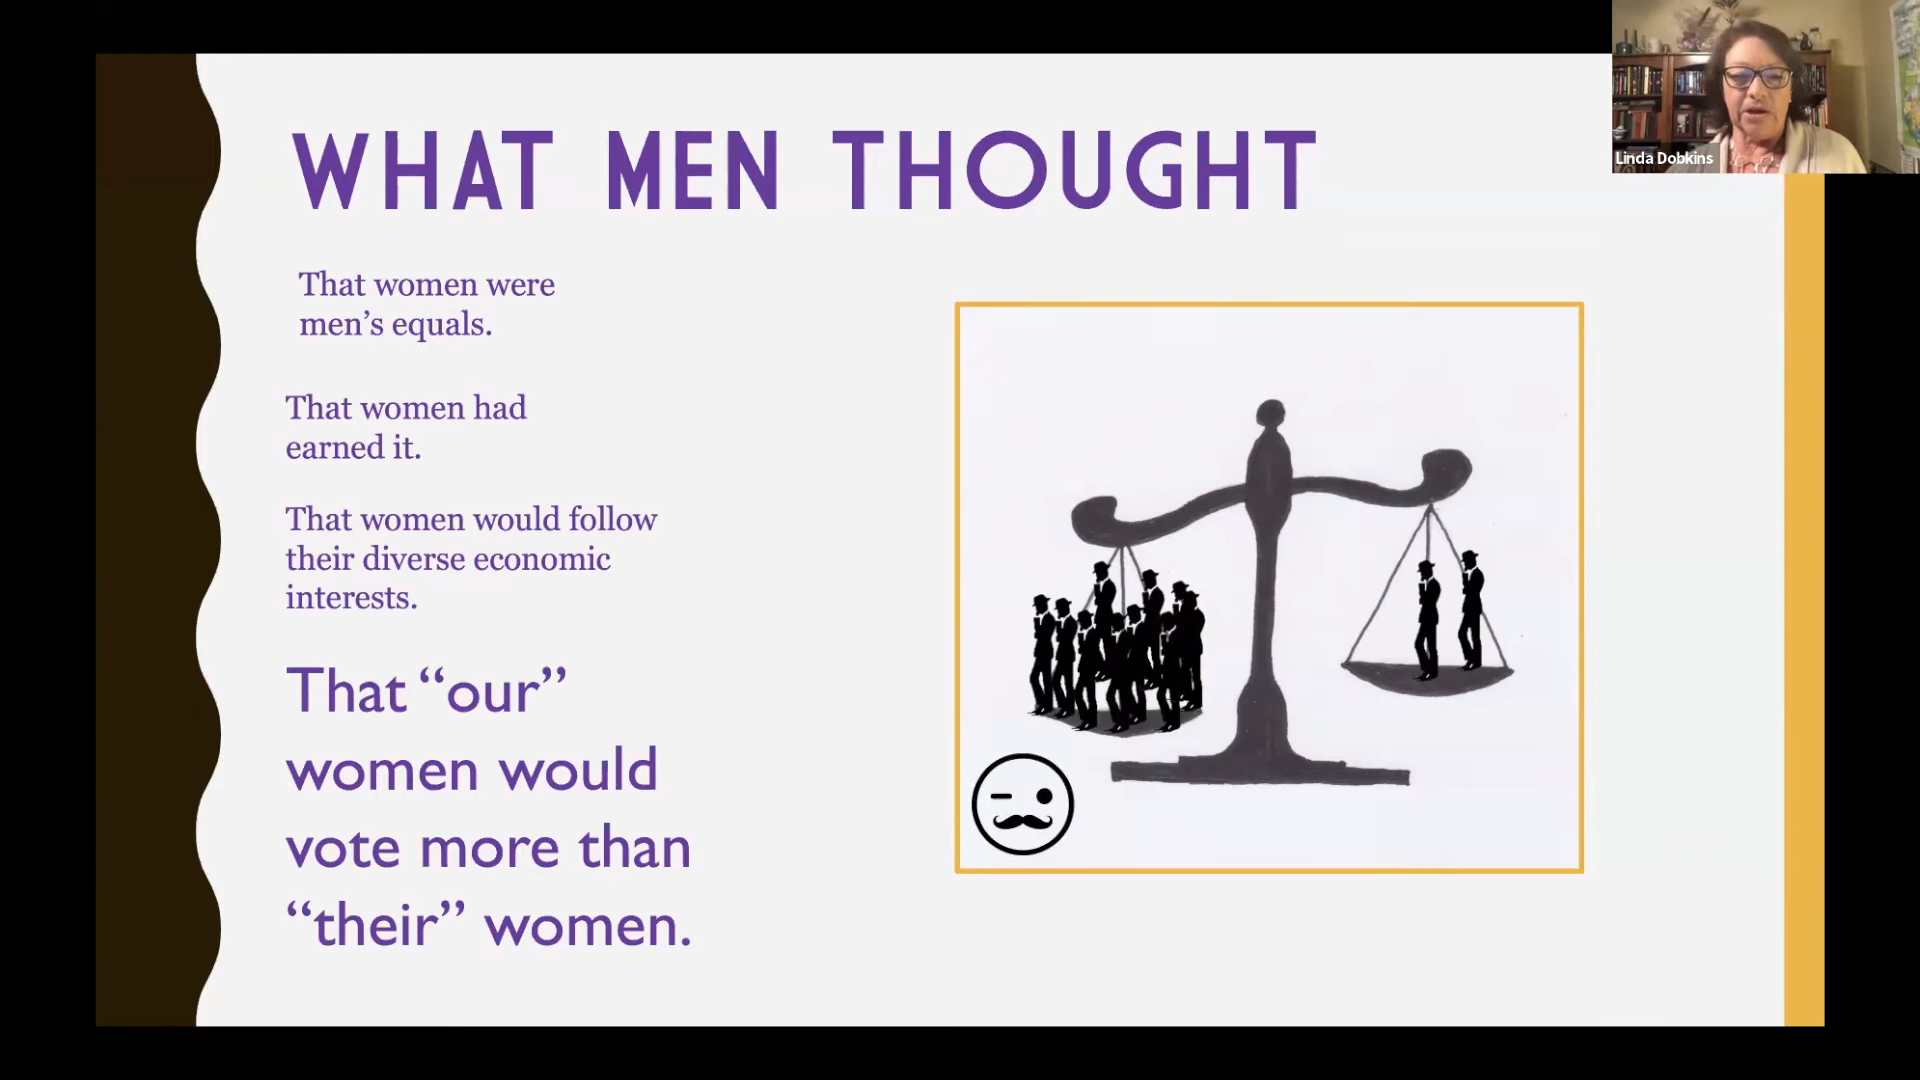 WHAT MEN THOUGHT
Linda Dobkins
That women were
men’s equals.
That women had
earned it.
That women would follow
their diverse economic
interests.
That “our”
women would
vote more than
“their” women.